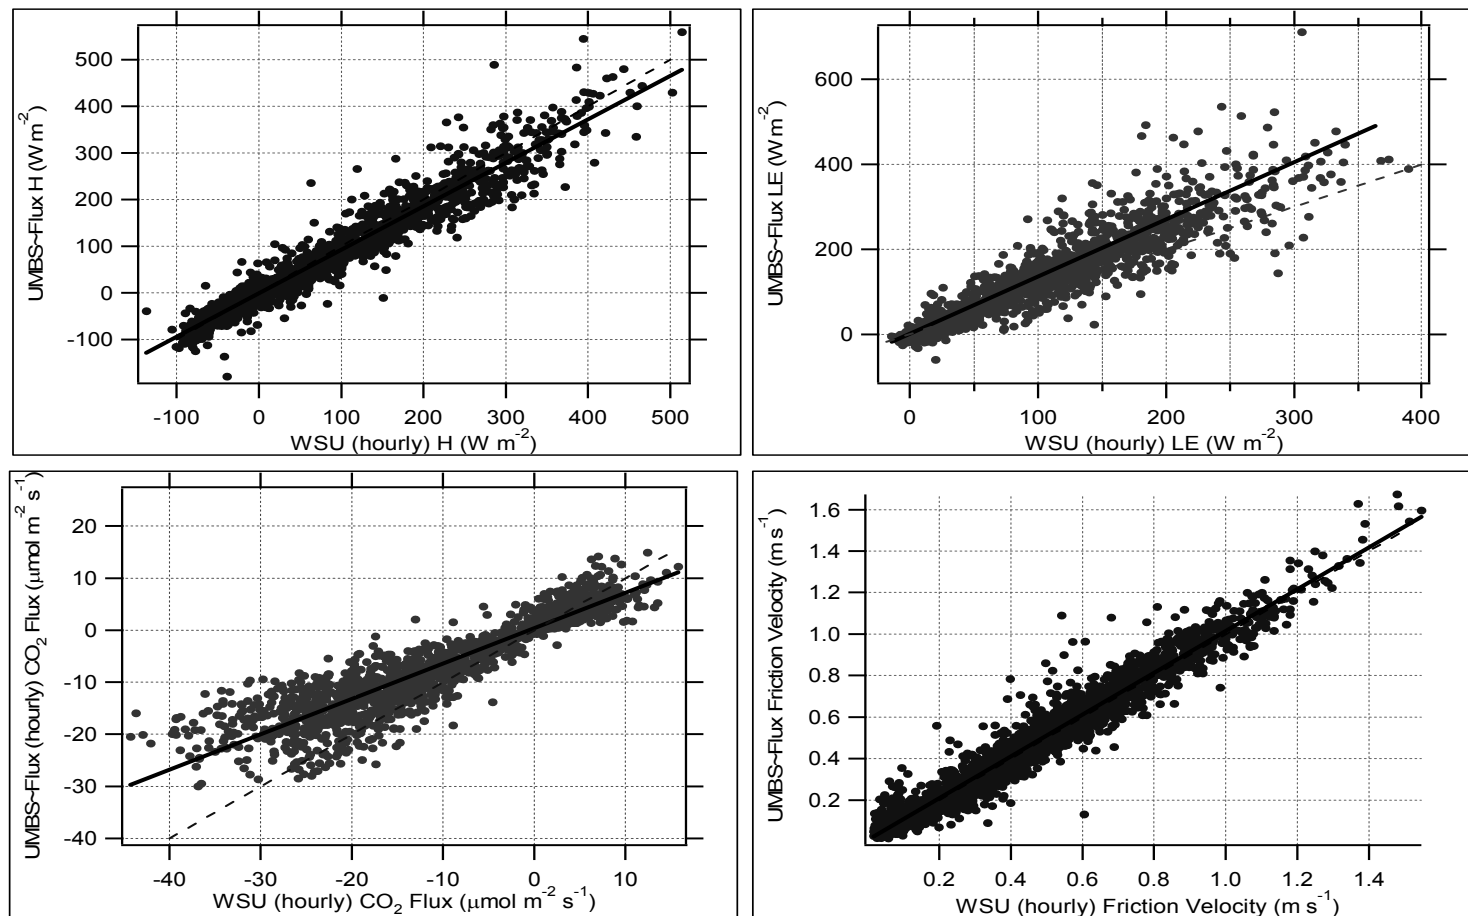 UMBS~Flux H (W m-2)
500
400
300
200
100
0
-100
-100 0 100 200 300 400 500
WSU (hourly) H (W m-2)
UMBS~Flux LE (W m-2)
600
400
200
0
0 100 200 300 400
WSU (hourly) LE (W m-2)
UMBS~Flux (hourly) CO2 Flux (μmol m-2 s-1)
20
10
0
-10
-20
-30
-40
-40 -30 -20 -10 0 10
WSU (hourly) CO2 Flux (μmol m-2 s-1)
UMBS~Flux Friction Velocity (m s-1)
1.6
1.4
1.2
1.0
0.8
0.6
0.4
0.2
0.2 0.4 0.6 0.8 1.0 1.2 1.4
WSU (hourly) Friction Velocity (m s-1)